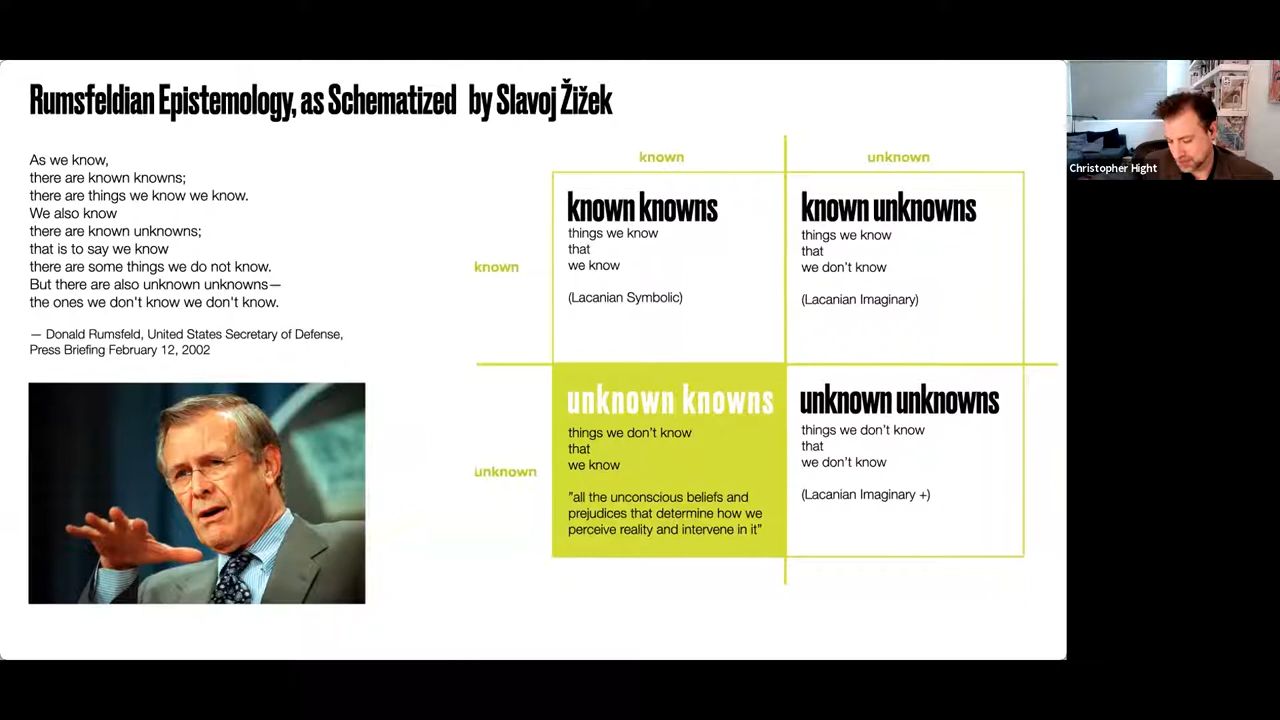 Rumsfeldian Epistemology, as Schematized by Slavoj Žižek
Christopher Hight
As we know,
there are known knowns;
there are things we know we know.
We also know
there are known unknowns;
that is to say we know
there are some things we do not know.
But there are also unknown unknowns—
the ones we don't know we don't know.
— Donald Rumsfeld, United States Secretary of Defense,
Press Briefing February 12, 2002
known
unknown
known
known knowns
things we know
that
we know
(Lacanian Symbolic)
known unknowns
things we know
that
we don't know
(Lacanian Imaginary)
unknown
unknown knowns
things we don't know
that
we know
"all the unconscious beliefs and
prejudices that determine how we
perceive reality and intervene in it"
unknown unknowns
things we don't know
that
we don't know
(Lacanian Imaginary +)